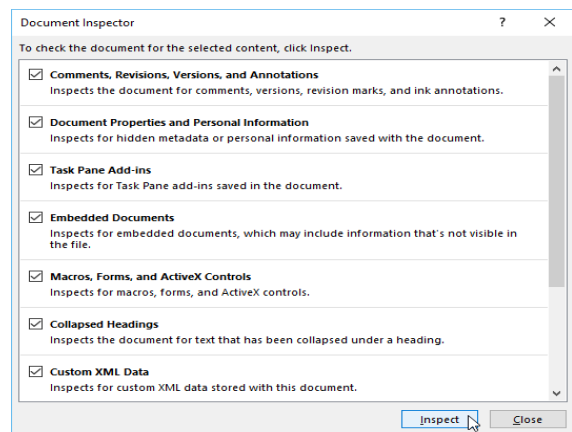 Document Inspector
To check the document for the selected content, click Inspect.
Comments, Revisions, Versions, and Annotations
Inspects the document for comments, versions, revision marks, and ink annotations.
Document Properties and Personal Information
Inspects for hidden metadata or personal information saved with the document.
Task Pane Add-ins
Inspects for Task Pane add-ins saved in the document.
Embedded Documents
Inspects for embedded documents, which may include information that's not visible in
the file.
Macros, Forms, and ActiveX Controls
Inspects for macros, forms, and ActiveX controls.
Collapsed Headings
Inspects the document for text that has been collapsed under a heading.
Custom XML Data
Inspects for custom XML data stored with this document.
Inspect Close